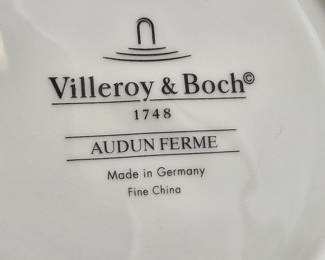 Villeroy & Boch©
1748
AUDUN FERME
Made in Germany
Fine China